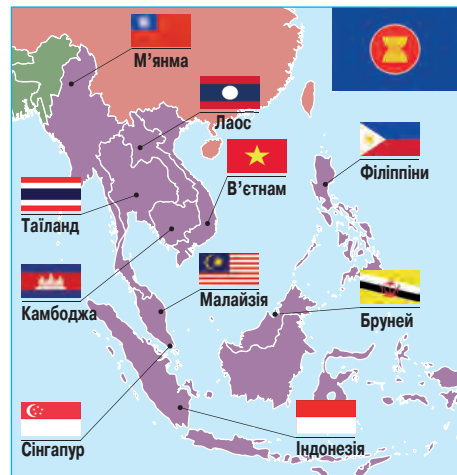 М'янма
Лаос
Філіппіни
В'єтнам
Таїланд
Камбоджа
Малайзія
Бруней
Сінгапур
Індонезія